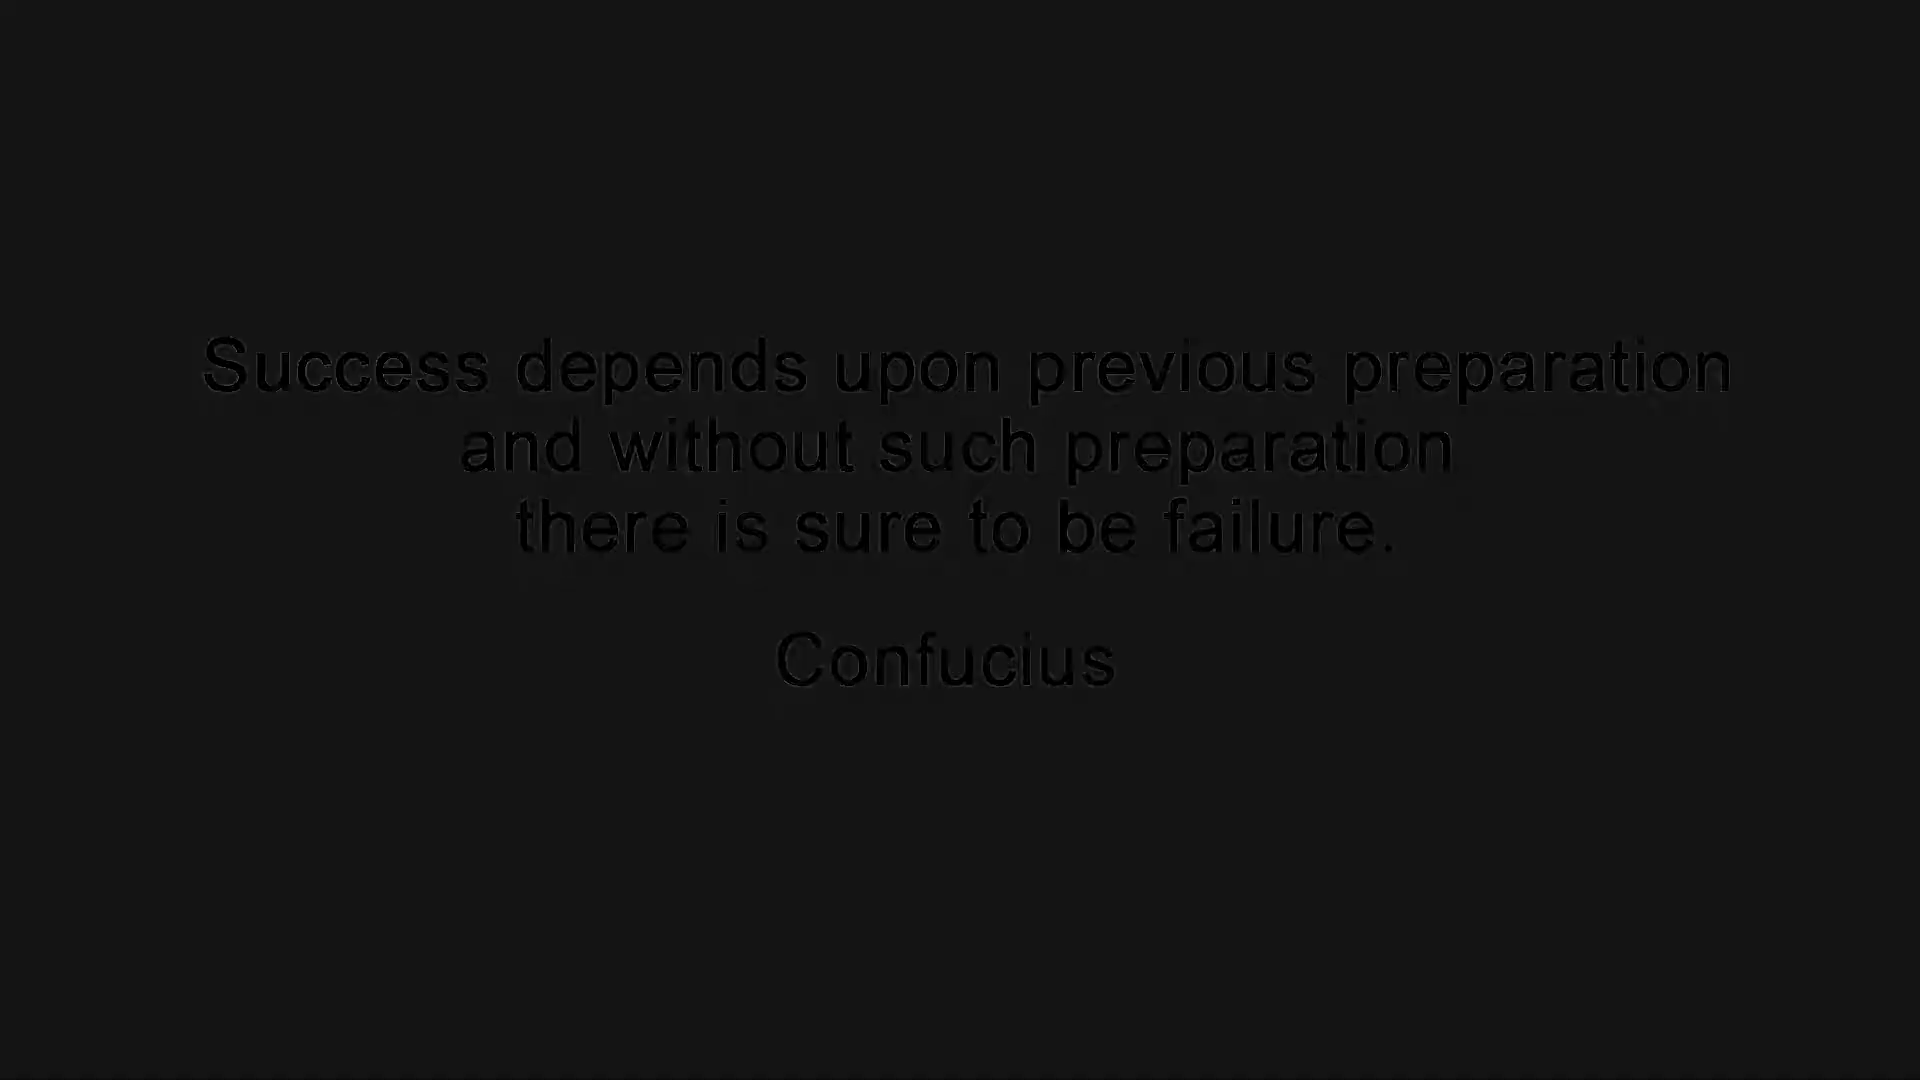 Success depends upon previous preparation
and without such preparation
there is sure to be failure.
Confucius